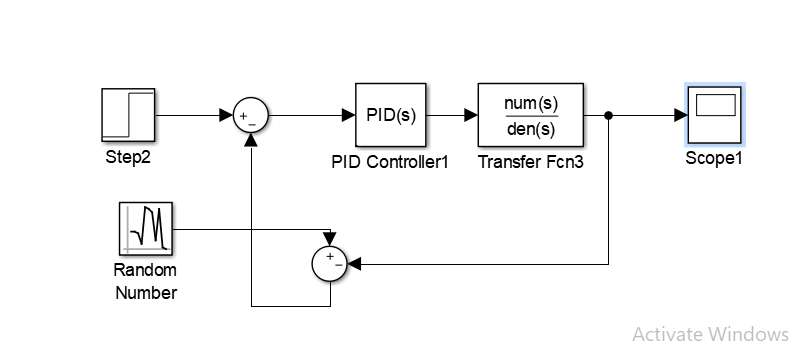 PID(s)
num(s)
den(s)
+
−
Step2
PID Controller1
Transfer Fcn3
Scope1
+
−
Random
Number
Activate Windows